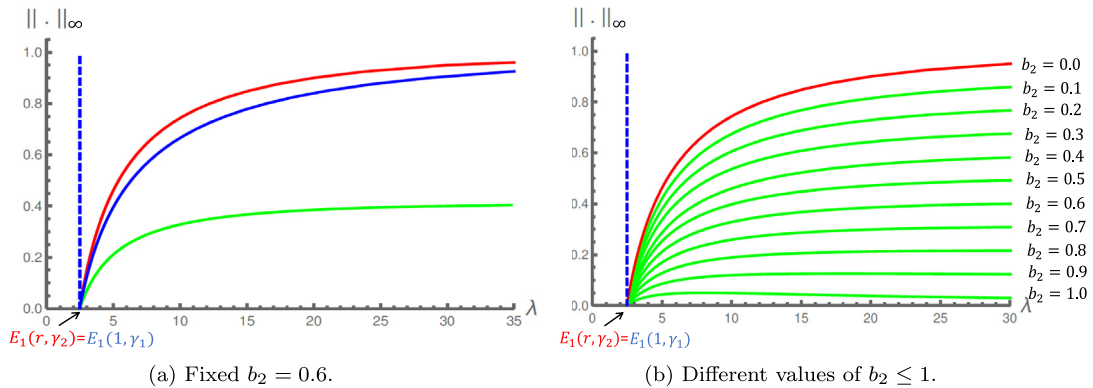 || . ||∞
1.0
0.8
0.6
0.4
0.2
0.0
0
5
10
15
20
25
30
35
λ
E₁(r, γ₂)=E₁(1, γ₁)
(a) Fixed b₂ = 0.6.
|| . ||∞
1.0
0.8
0.6
0.4
0.2
0.0
0
5
10
15
20
25
30
λ
b₂ = 0.0
b₂ = 0.1
b₂ = 0.2
b₂ = 0.3
b₂ = 0.4
b₂ = 0.5
b₂ = 0.6
b₂ = 0.7
b₂ = 0.8
b₂ = 0.9
b₂ = 1.0
E₁(r, γ₂)=E₁(1, γ₁)
(b) Different values of b₂ ≤ 1.